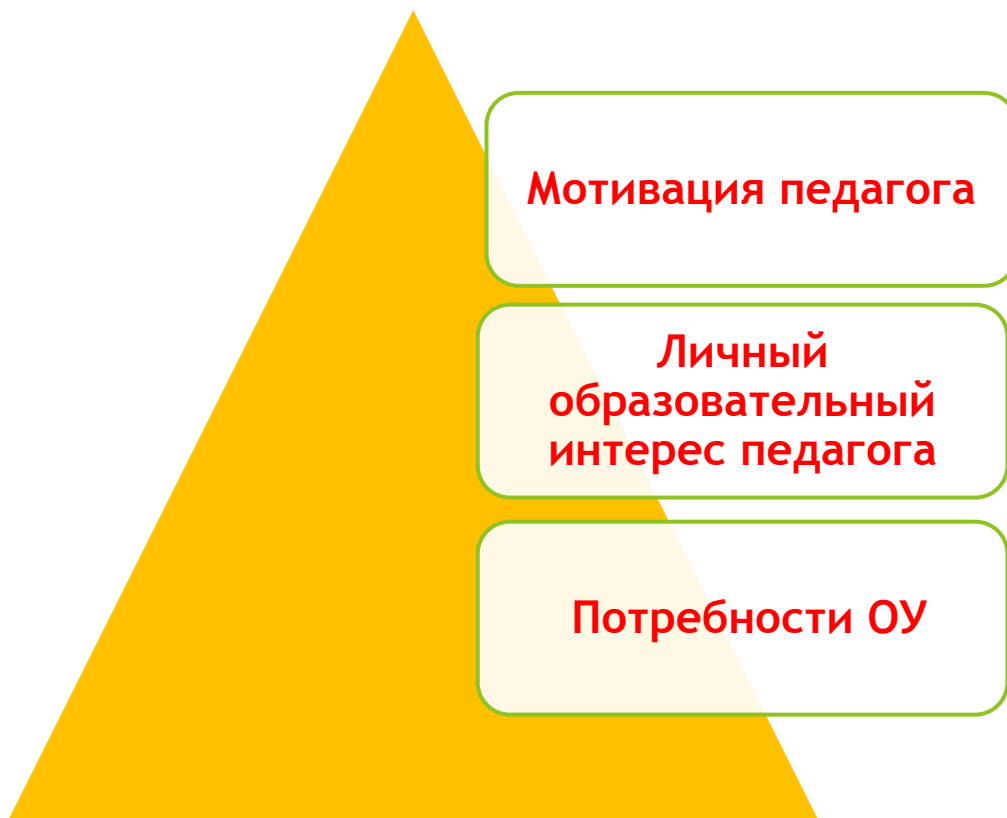 Мотивация педагога
Личный
образовательный
интерес педагога
Потребности ОУ